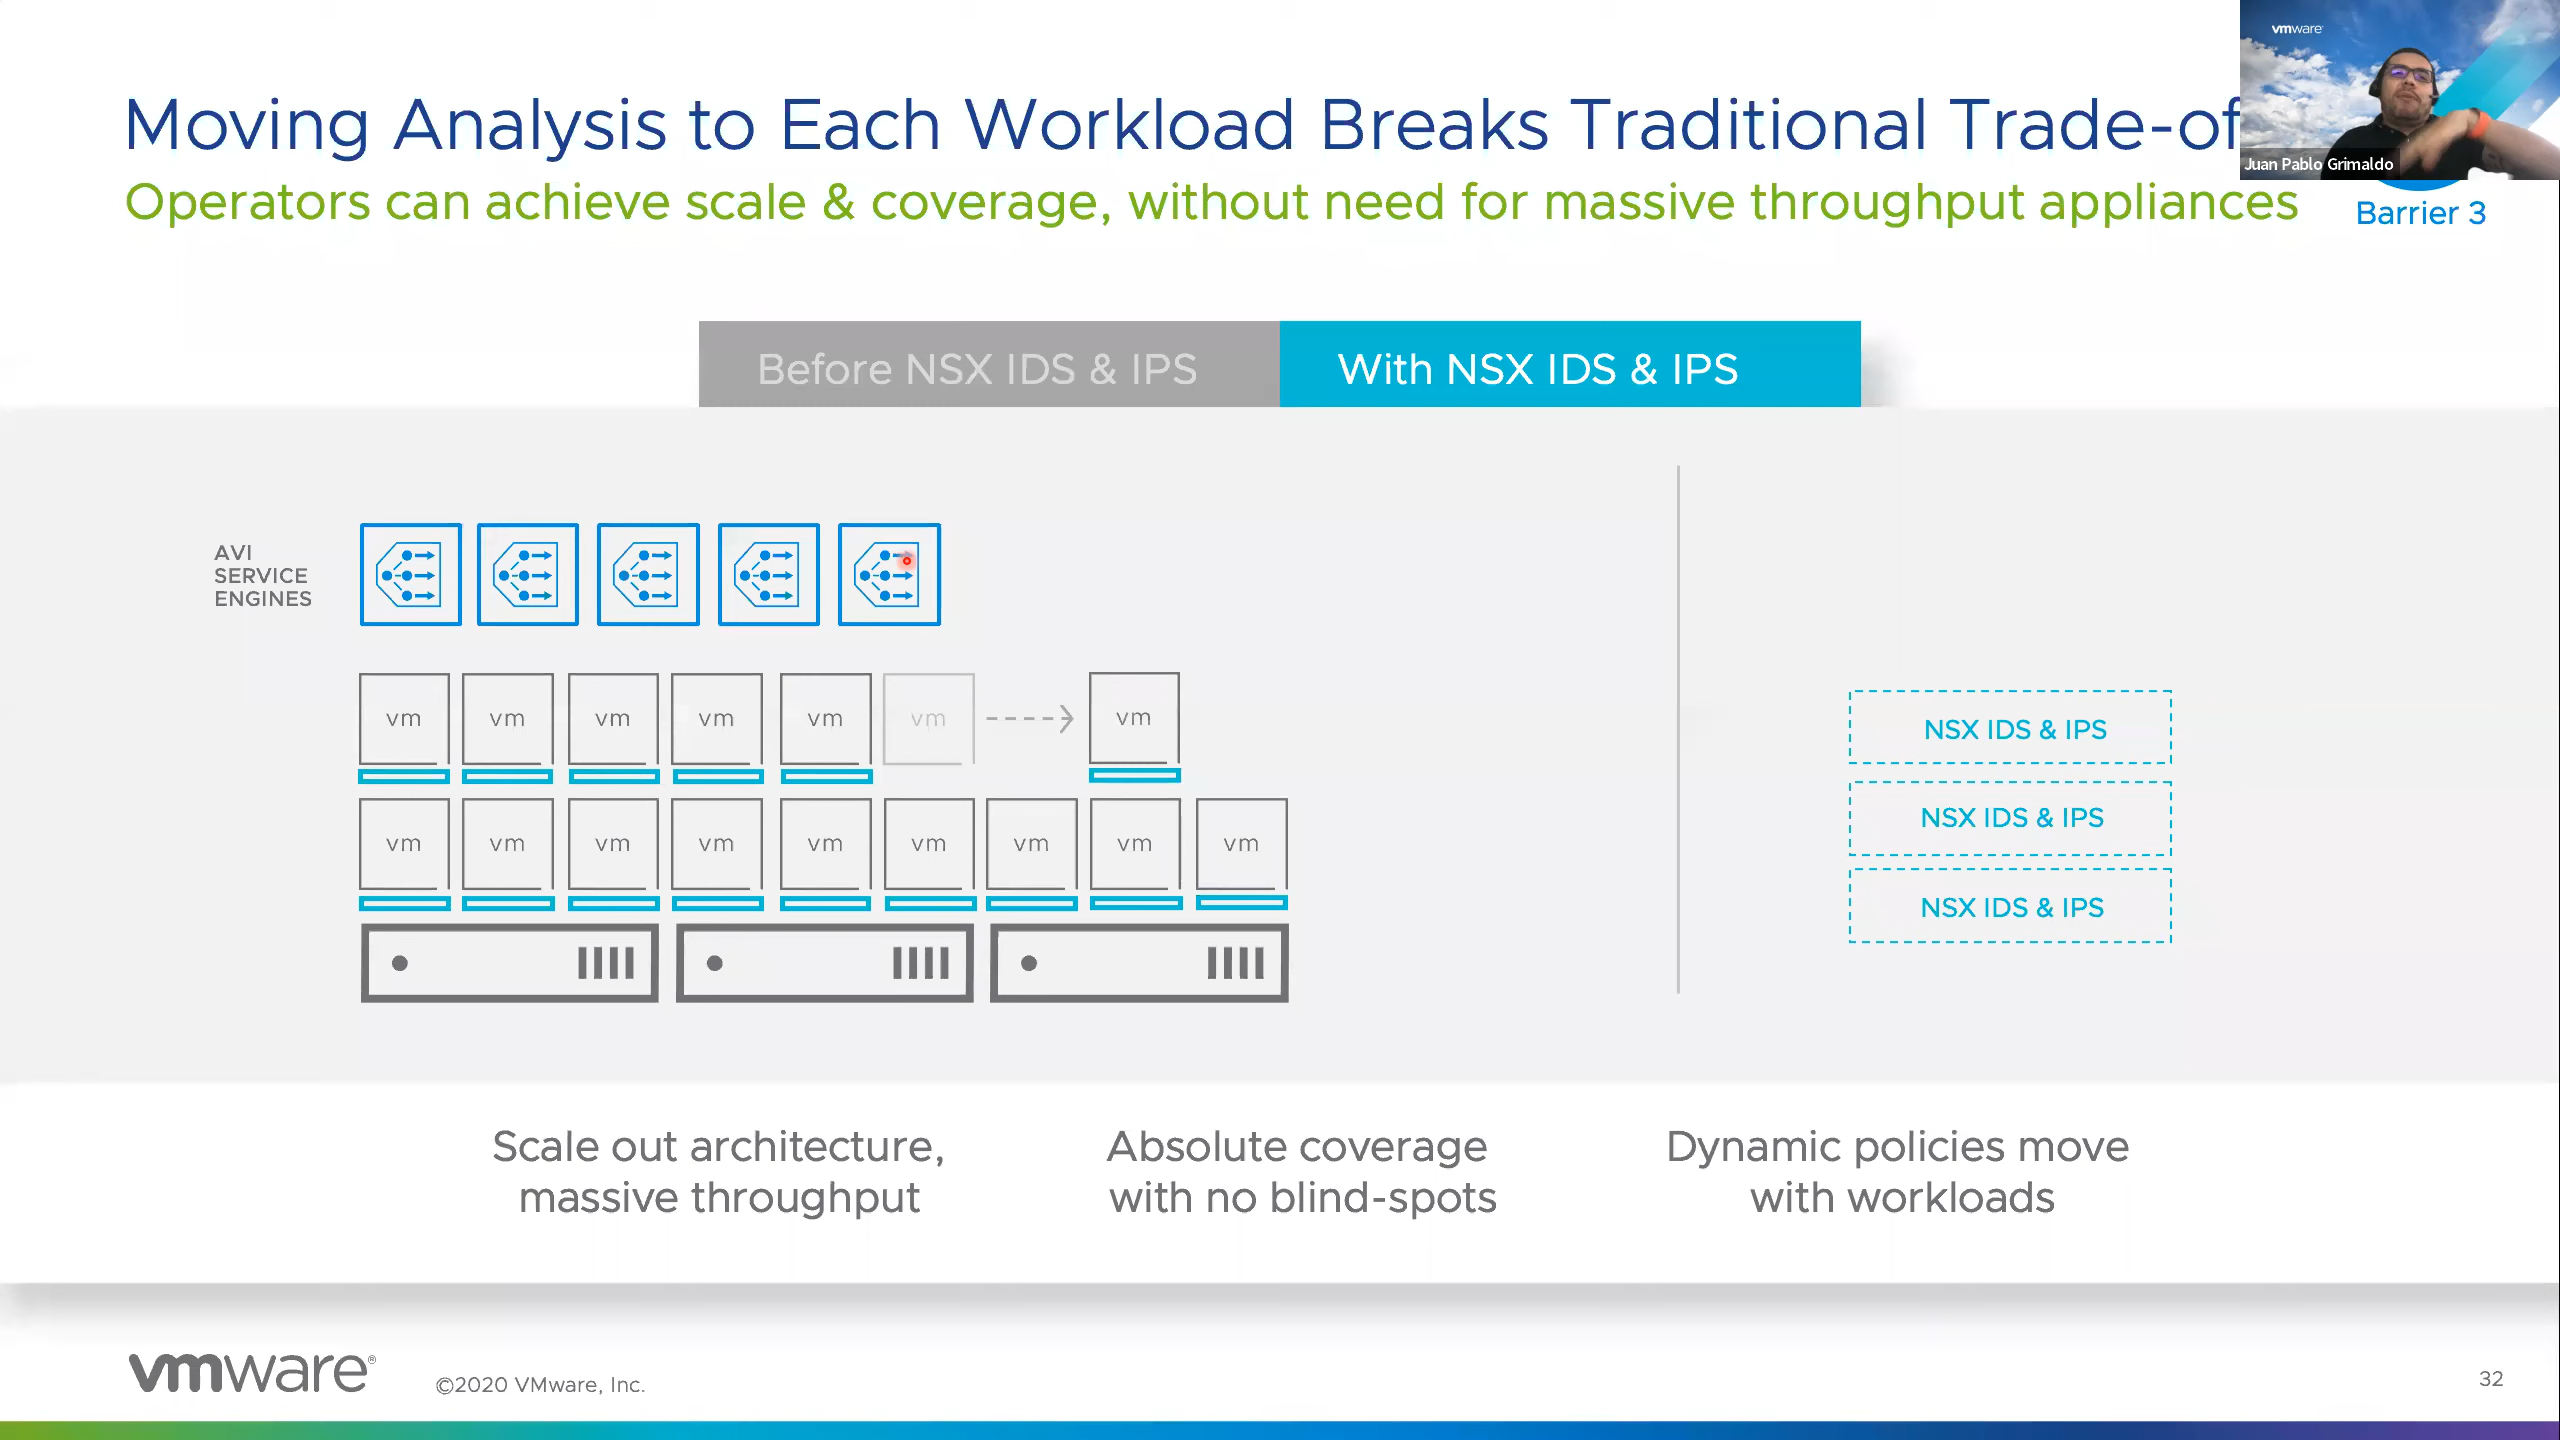 vmware
Moving Analysis to Each Workload Breaks Traditional Trade-of
Juan Pablo Grimaldo
Operators can achieve scale & coverage, without need for massive throughput appliances
Barrier 3
Before NSX IDS & IPS
With NSX IDS & IPS
AVI
SERVICE
ENGINES
vm vm vm vm vm vm vm
vm vm vm vm vm vm vm vm vm
NSX IDS & IPS
NSX IDS & IPS
NSX IDS & IPS
Scale out architecture,
massive throughput
Absolute coverage
with no blind-spots
Dynamic policies move
with workloads
vmware®
©2020 VMware, Inc.
32